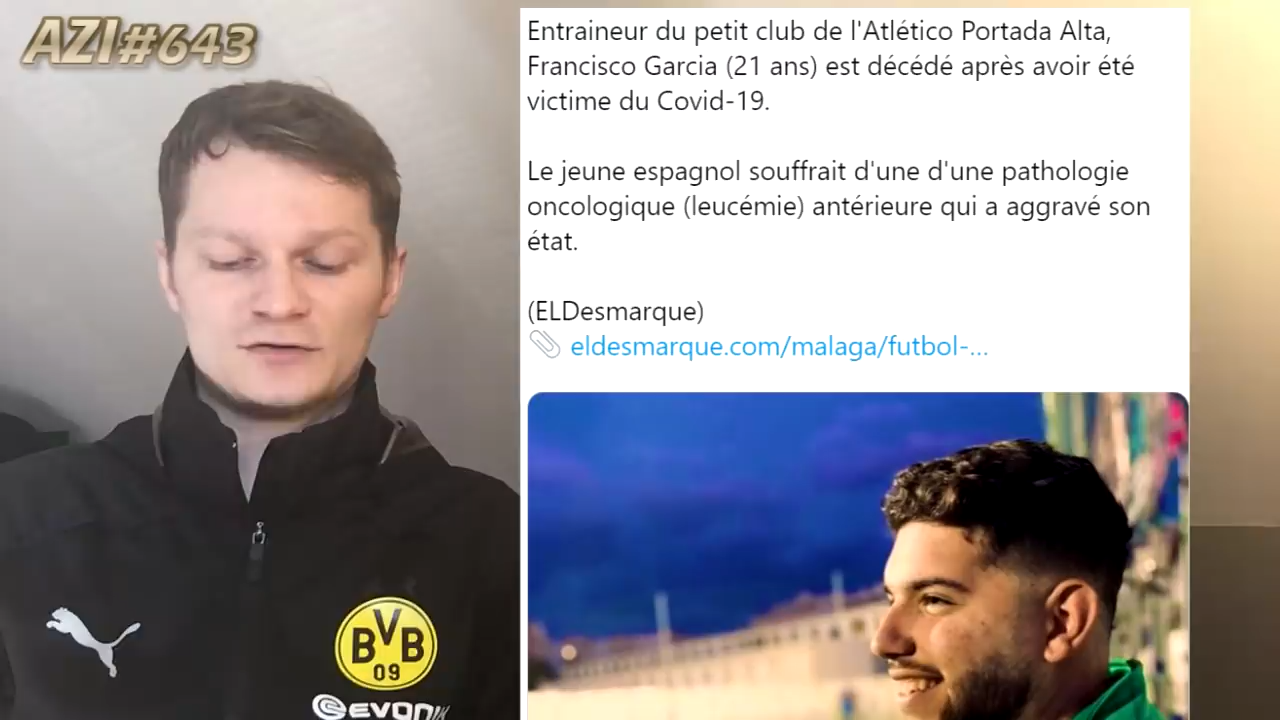 AZI#643
Entraineur du petit club de l'Atlético Portada Alta,
Francisco Garcia (21 ans) est décédé après avoir été
victime du Covid-19.
Le jeune espagnol souffrait d'une d'une pathologie
oncologique (leucémie) antérieure qui a aggravé son
état.
(ELDesmarque)
eldesmarque.com/malaga/futbol-...
BVB
09
EVONIK